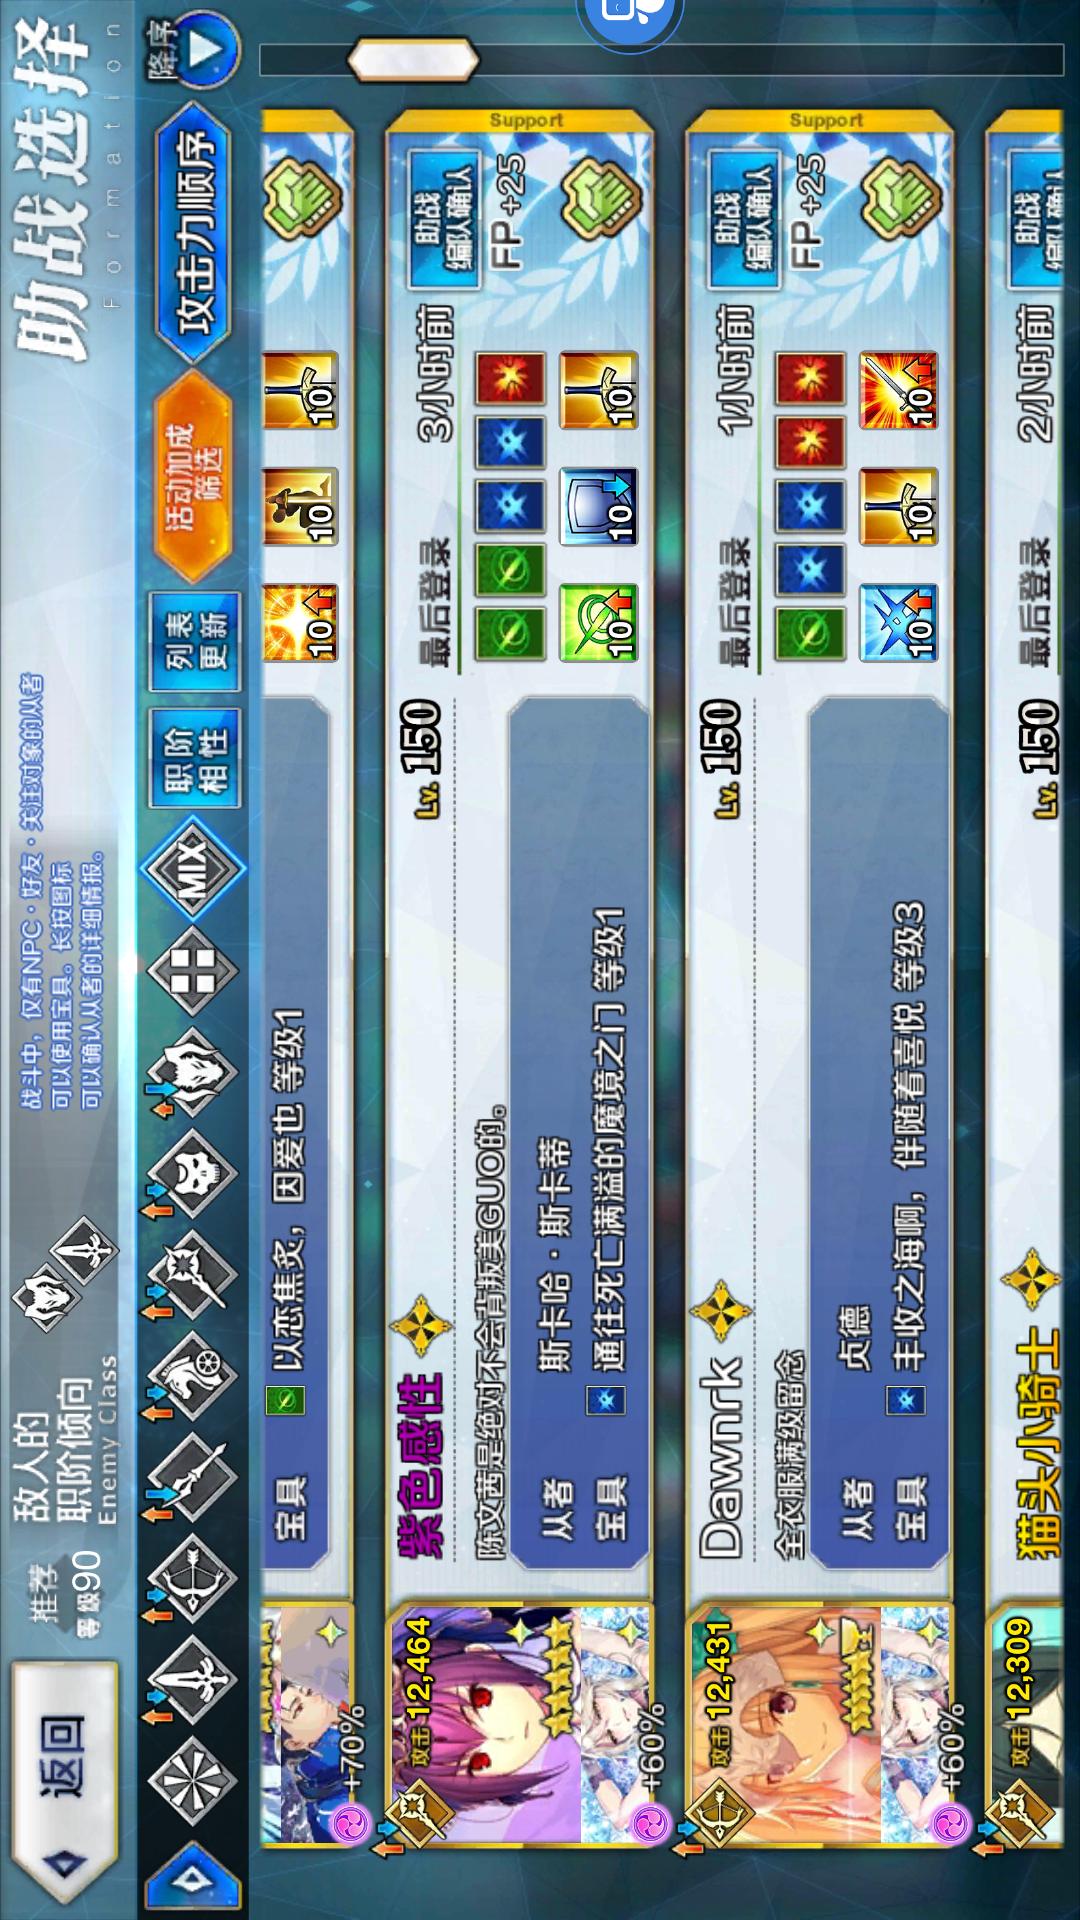 返回
推荐
等级90
敌人的
职阶倾向
Enemy Class
战斗中，仅有NPC·好友·关注对象的从者
可以使用宝具。长按图标
可以确认从者的详细情报。
助战选择
Formation
MIX
职阶
相性
列表
更新
活动加成
筛选
攻击力顺序
降序
+70%
宝具
以恋焦炙，因爱也 等级1
10
10
10
攻击 12,464
+60%
紫色感性
Lv. 150
陈文茜是绝对不会背叛美GUO的。
从者
斯卡哈·斯卡蒂
宝具
通往死亡满溢的魔境之门 等级1
最后登录
3小时前
10
10
10
Support
助战
编队确认
FP+25
攻击 12,431
+60%
Dawnrk
Lv. 150
全衣服满级留念
从者
贞德
宝具
丰收之海啊，伴随着喜悦 等级3
最后登录
1小时前
10
10
10
Support
助战
编队确认
FP+25
攻击 12,309
猫头小骑士
Lv. 150
最后登录
2小时前
助战
编队确认